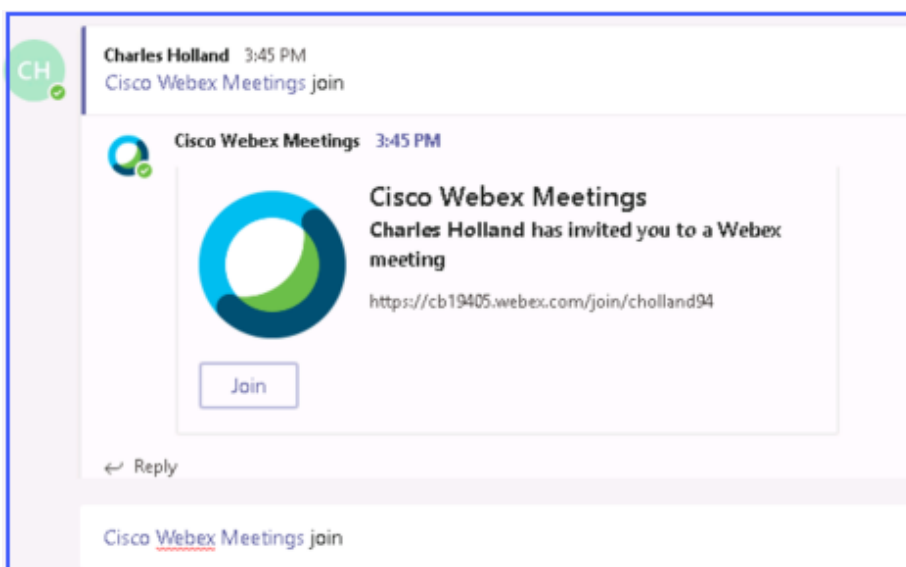 CH
Charles Holland 3:45 PM
Cisco Webex Meetings join
Cisco Webex Meetings 3:45 PM
Cisco Webex Meetings
Charles Holland has invited you to a Webex
meeting
https://cb19405.webex.com/join/cholland94
Join
Reply
Cisco Webex Meetings join